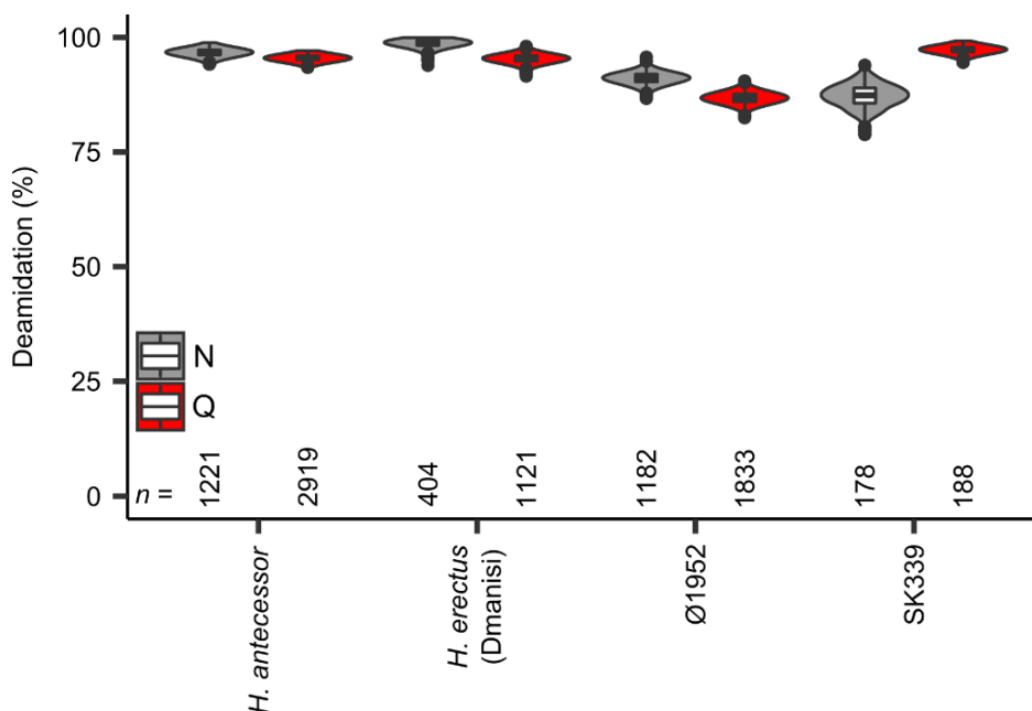 Deamidation (%)
100
75
50
25
0
N
Q
n =
1221
2919
404
1121
1182
1833
178
188
H. antecessor
H. erectus
(Dmanisi)
Ø1952
SK339